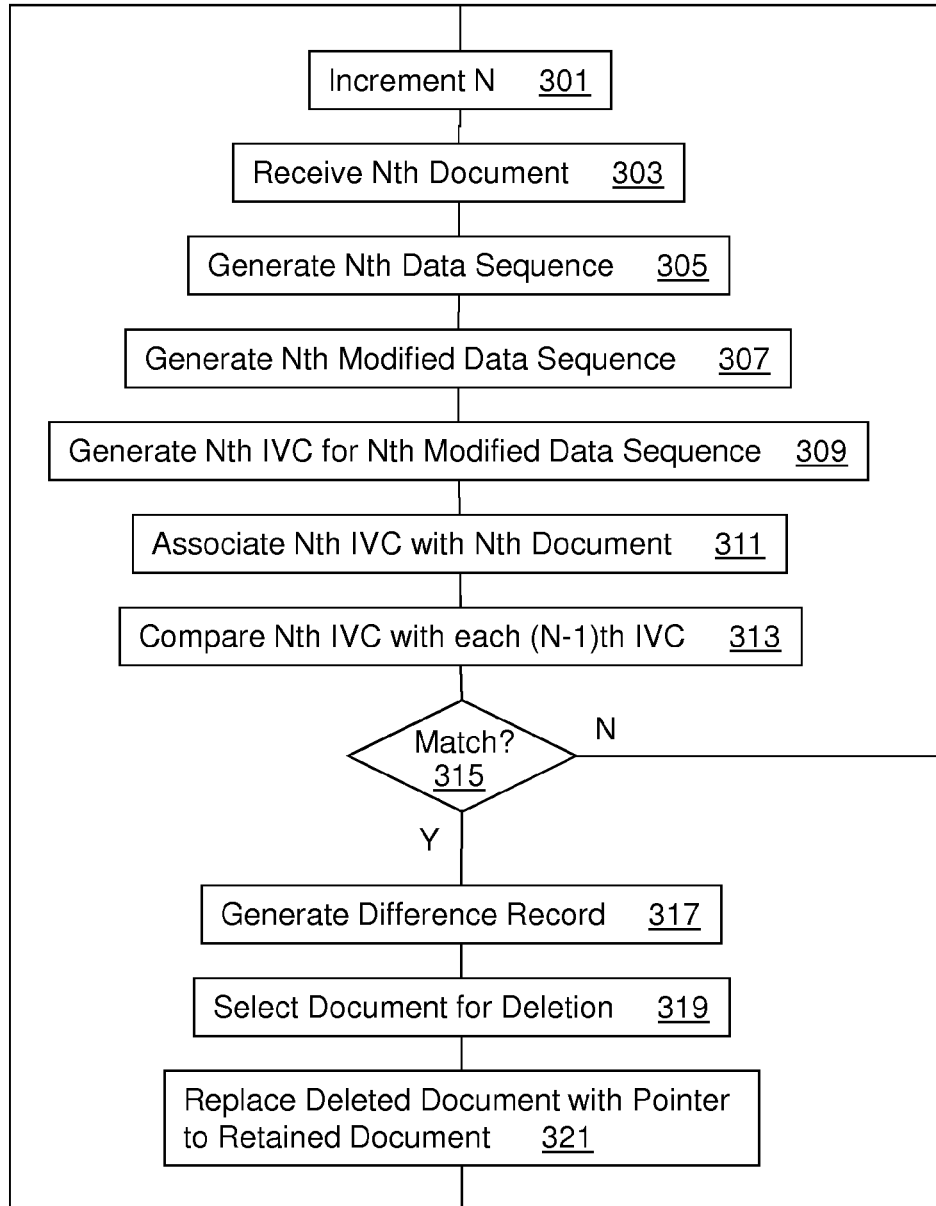 Increment N 301
Receive Nth Document 303
Generate Nth Data Sequence 305
Generate Nth Modified Data Sequence 307
Generate Nth IVC for Nth Modified Data Sequence 309
Associate Nth IVC with Nth Document 311
Compare Nth IVC with each (N-1)th IVC 313
Match?
315
N
Y
Generate Difference Record 317
Select Document for Deletion 319
Replace Deleted Document with Pointer
to Retained Document 321